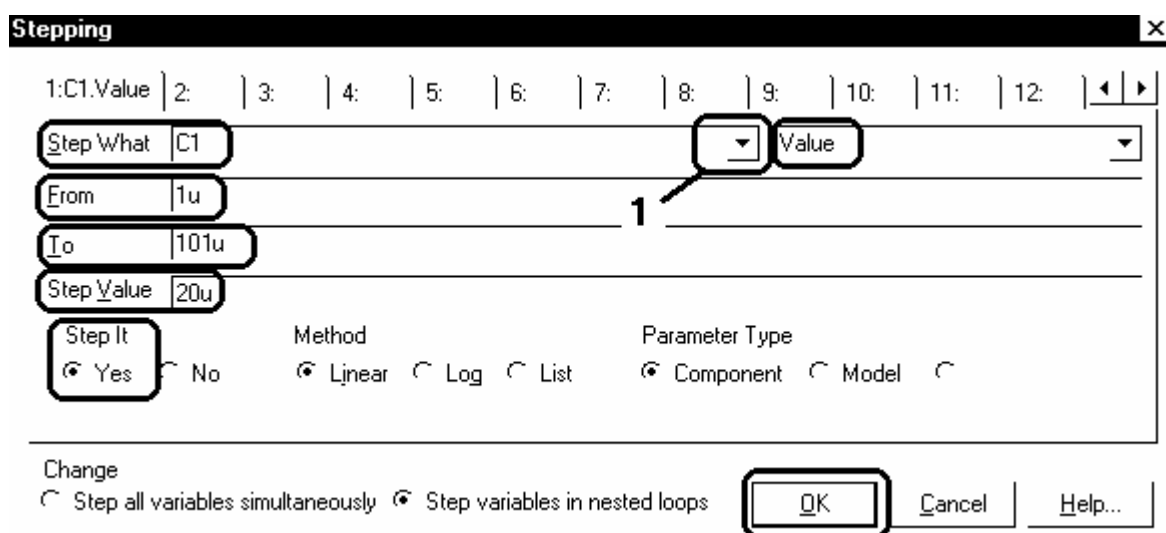 Stepping
1:C1.Value 2: 3: 4: 5: 6: 7: 8: 9: 10: 11: 12:
Step What C1 Value
From 1u
1
To 101u
Step Value 20u
Step It Method Parameter Type
Yes No Linear Log List Component Model
Change
Step all variables simultaneously Step variables in nested loops OK Cancel Help...